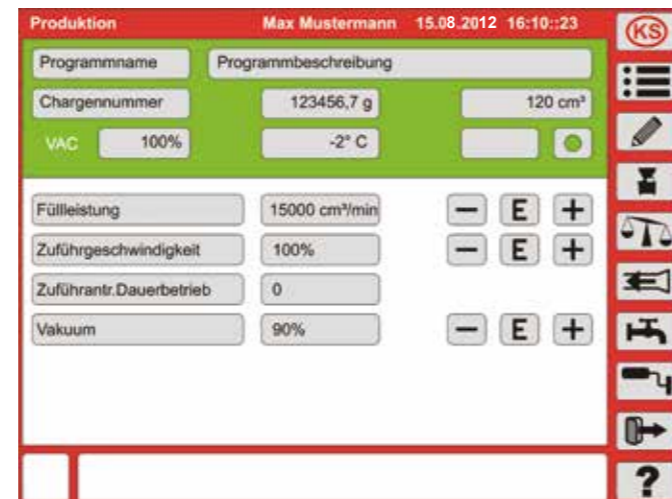 Produktion Max Mustermann 15.08.2012 16:10::23
KS
Programmname Programmbeschreibung
Chargennummer 123456,7 g 120 cm³
VAC 100% -2° C
Füllleistung 15000 cm³/min − E +
Zuführgeschwindigkeit 100% − E +
Zuführantr.Dauerbetrieb 0
Vakuum 90% − E +
?